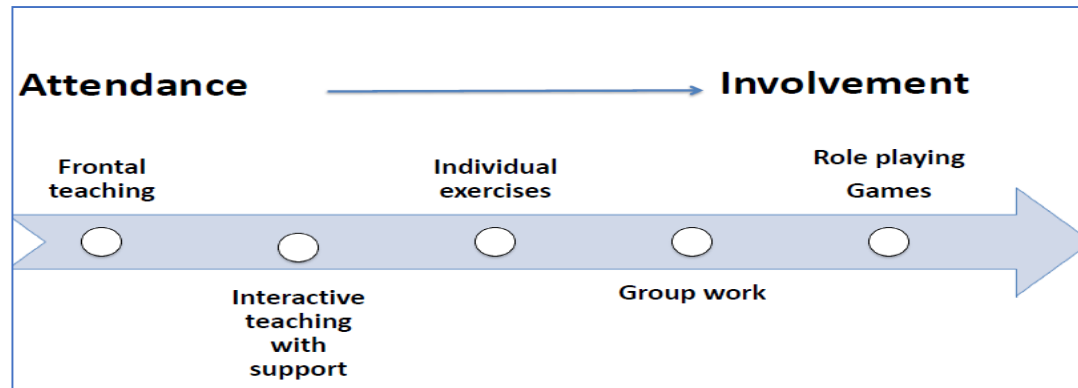 Attendance
Involvement
Frontal
teaching
Interactive
teaching
with
support
Individual
exercises
Group work
Role playing
Games